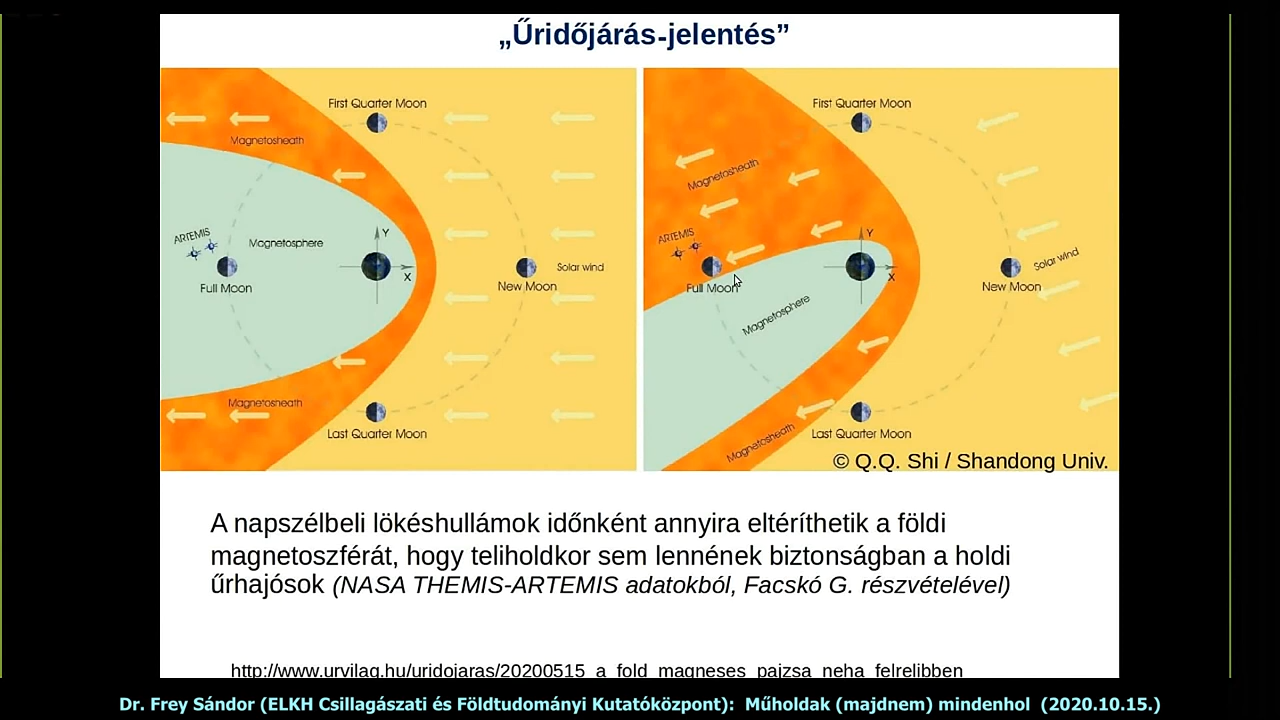 „Űridőjárás-jelentés”
First Quarter Moon
Magnetosheath
ARTEMIS
Magnetosphere
Y
X
Full Moon
Solar wind
New Moon
Magnetosheath
Last Quarter Moon
First Quarter Moon
Magnetosheath
ARTEMIS
Y
X
Solar wind
Full Moon
New Moon
Magnetosphere
Magnetosheath
Last Quarter Moon
© Q.Q. Shi / Shandong Univ.
A napszélbeli lökéshullámok időnként annyira eltéríthetik a földi
magnetoszférát, hogy teliholdkor sem lennének biztonságban a holdi
űrhajósok (NASA THEMIS-ARTEMIS adatokból, Facskó G. részvételével)
http://www.urvilag.hu/uridojaras/20200515_a_fold_magneses_pajzsa_neha_felrelibben
Dr. Frey Sándor (ELKH Csillagászati és Földtudományi Kutatóközpont): Műholdak (majdnem) mindenhol (2020.10.15.)